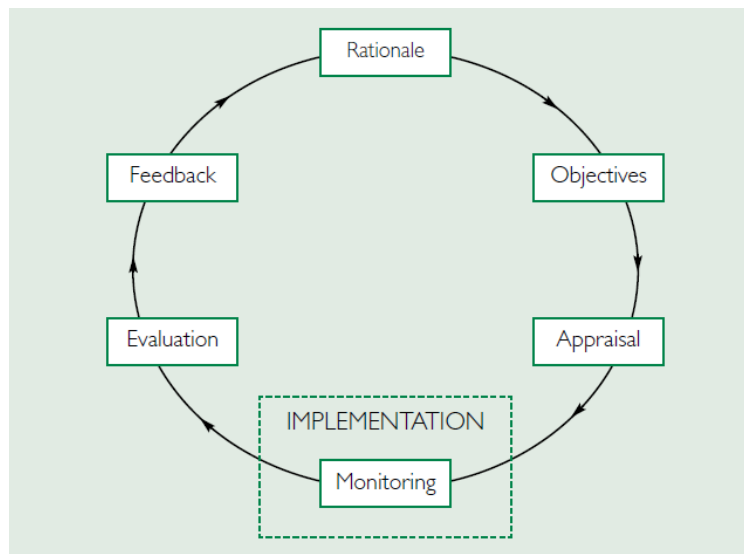 Rationale
Feedback
Objectives
Evaluation
Appraisal
IMPLEMENTATION
Monitoring